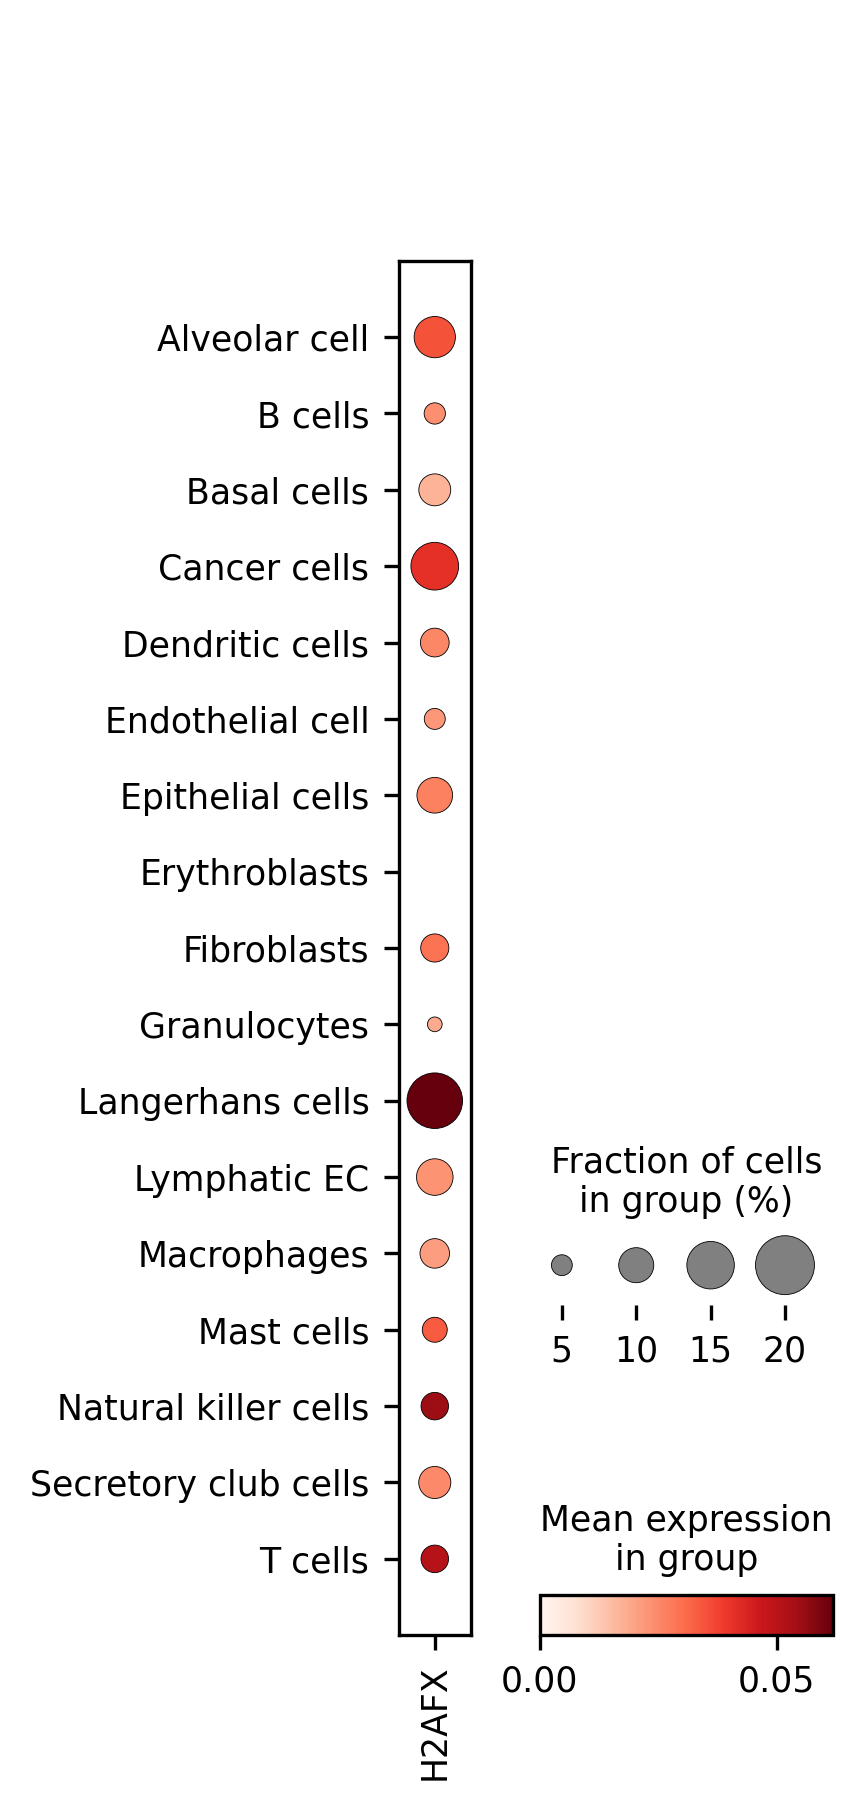 Alveolar cell
B cells
Basal cells
Cancer cells
Dendritic cells
Endothelial cell
Epithelial cells
Erythroblasts
Fibroblasts
Granulocytes
Langerhans cells
Lymphatic EC
Macrophages
Mast cells
Natural killer cells
Secretory club cells
T cells
H2AFX
Fraction of cells
in group (%)
5 10 15 20
Mean expression
in group
0.00 0.05